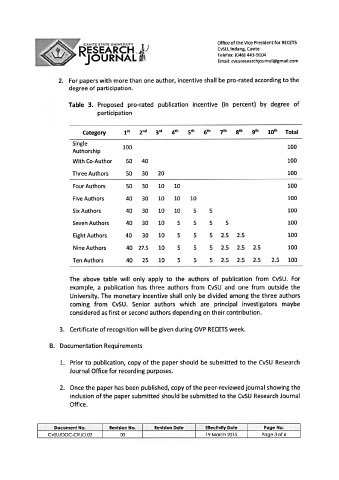 CAVITE STATE UNIVERSITY
RESEARCH
JOURNAL
Office of the Vice President for RECETS
CvSU, Indang, Cavite
Telefax: (046) 443-9104
Email: cvsuresearchjournal@gmail.com
2. For papers with more than one author, incentive shall be pro-rated according to the
degree of participation.
Table 3. Proposed pro-rated publication incentive (in percent) by degree of
participation
Category 1st 2nd 3rd 4th 5th 6th 7th 8th 9th 10th Total
Single
Authorship 100 100
With Co-Author 60 40 100
Three Authors 50 30 20 100
Four Authors 50 30 10 10 100
Five Authors 40 30 10 10 10 100
Six Authors 40 30 10 10 5 5 100
Seven Authors 40 30 10 5 5 5 5 100
Eight Authors 40 30 10 5 5 5 2.5 2.5 100
Nine Authors 40 27.5 10 5 5 5 2.5 2.5 2.5 100
Ten Authors 40 25 10 5 5 5 2.5 2.5 2.5 2.5 100
The above table will only apply to the authors of publication from CvSU. For
example, a publication has three authors from CvSU and one from outside the
University. The monetary incentive shall only be divided among the three authors
coming from CvSU. Senior authors which are principal investigators maybe
considered as first or second authors depending on their contribution.
3. Certificate of recognition will be given during OVP RECETS week.
B. Documentation Requirements
1. Prior to publication, copy of the paper should be submitted to the CvSU Research
Journal Office for recording purposes.
2. Once the paper has been published, copy of the peer-reviewed journal showing the
inclusion of the paper submitted should be submitted to the CvSU Research Journal
Office.
Document No. Revision No. Revision Date Effectivity Date Page No.
00 19 March 2015 Page 3 of 6